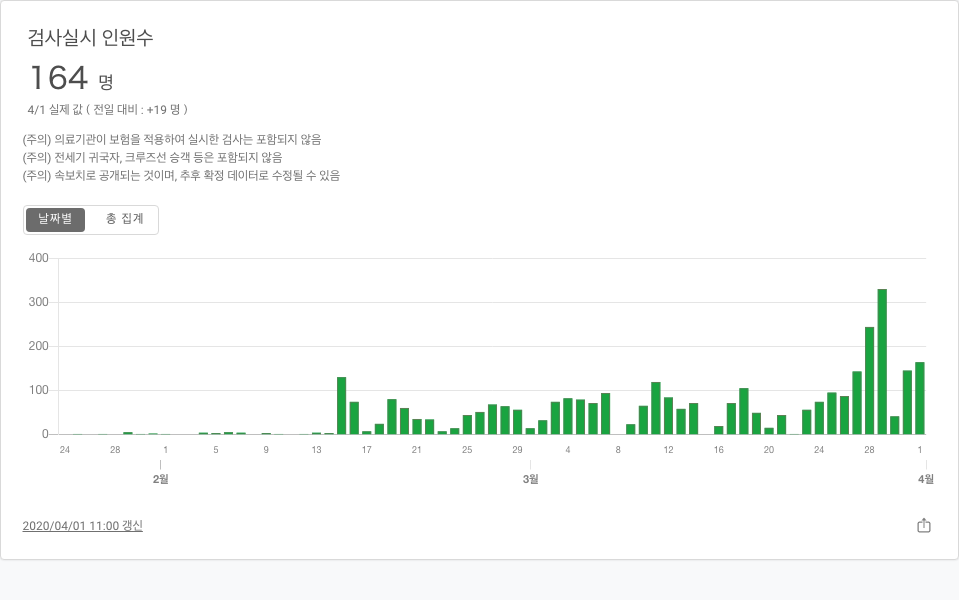 검사실시 인원수
164 명
4/1 실제 값 ( 전일 대비 : +19 명 )
(주의) 의료기관이 보험을 적용하여 실시한 검사는 포함되지 않음
(주의) 전세기 귀국자, 크루즈선 승객 등은 포함되지 않음
(주의) 속보치로 공개되는 것이며, 추후 확정 데이터로 수정될 수 있음
날짜별 총 집계
400
300
200
100
0
24 28 1 5 9 13 17 21 25 29 4 8 12 16 20 24 28 1
2월 3월 4월
2020/04/01 11:00 갱신